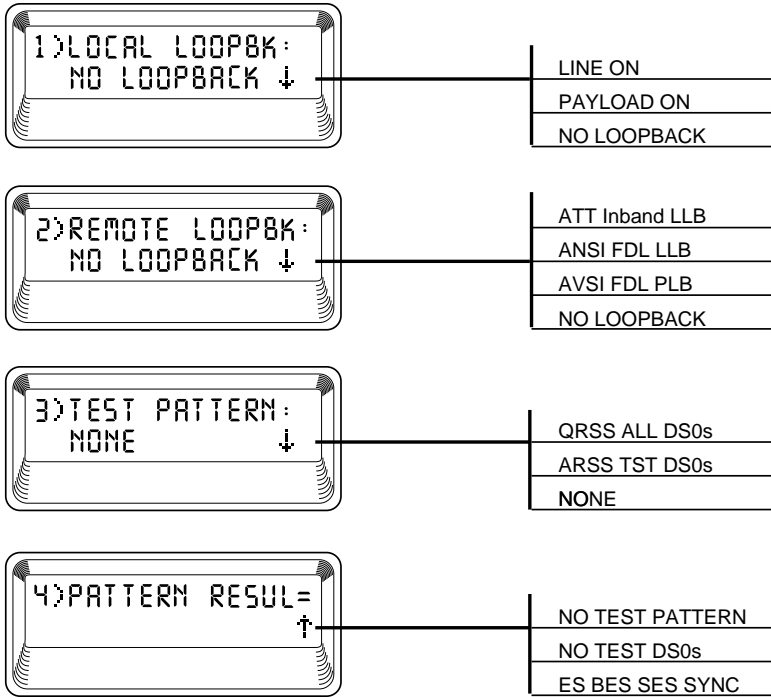 1)LOCAL LOOPBK:
NO LOOPBACK ↓
LINE ON
PAYLOAD ON
NO LOOPBACK
2)REMOTE LOOPBK:
NO LOOPBACK ↓
ATT Inband LLB
ANSI FDL LLB
AVSI FDL PLB
NO LOOPBACK
3)TEST PATTERN:
NONE ↓
QRSS ALL DS0s
ARSS TST DS0s
NONE
4)PATTERN RESUL=
↑
NO TEST PATTERN
NO TEST DS0s
ES BES SES SYNC